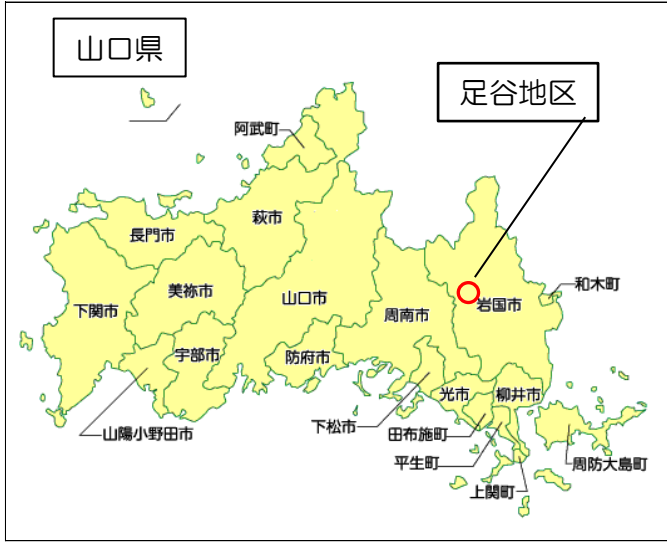 山口県
足谷地区
阿武町
萩市
長門市
和木町
美祢市
山口市
岩国市
下関市
周南市
宇部市
防府市
光市
柳井市
下松市
山陽小野田市
田布施町
平生町
周防大島町
上関町